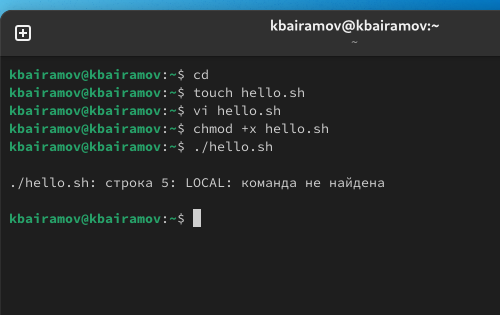 kbairamov@kbairamov:~
~
kbairamov@kbairamov:~$ cd
kbairamov@kbairamov:~$ touch hello.sh
kbairamov@kbairamov:~$ vi hello.sh
kbairamov@kbairamov:~$ chmod +x hello.sh
kbairamov@kbairamov:~$ ./hello.sh
./hello.sh: строка 5: LOCAL: команда не найдена
kbairamov@kbairamov:~$